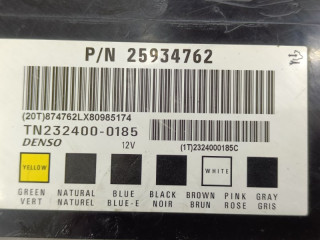 P/N 25934762
(20T)874762LX80985174
TN232400-0185
DENSO 12V (1T)2324000185C
YELLOW WHITE
GREEN NATURAL BLUE BLACK BROWN PINK GRAY
VERT NATUREL BLUE-E NOIR BRUN ROSE GRIS